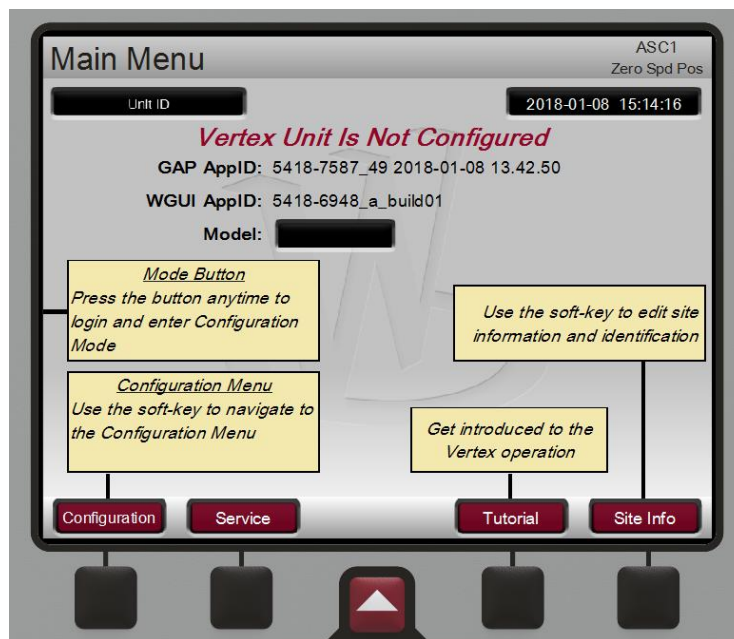 Main Menu
ASC1
Zero Spd Pos
Unit ID
2018-01-08 15:14:16
Vertex Unit Is Not Configured
GAP AppID: 5418-7587_49 2018-01-08 13.42.50
WGUI AppID: 5418-6948_a_build01
Model:
Mode Button
Press the button anytime to
login and enter Configuration
Mode
Use the soft-key to edit site
information and identification
Configuration Menu
Use the soft-key to navigate to
the Configuration Menu
Get introduced to the
Vertex operation
Configuration
Service
Tutorial
Site Info